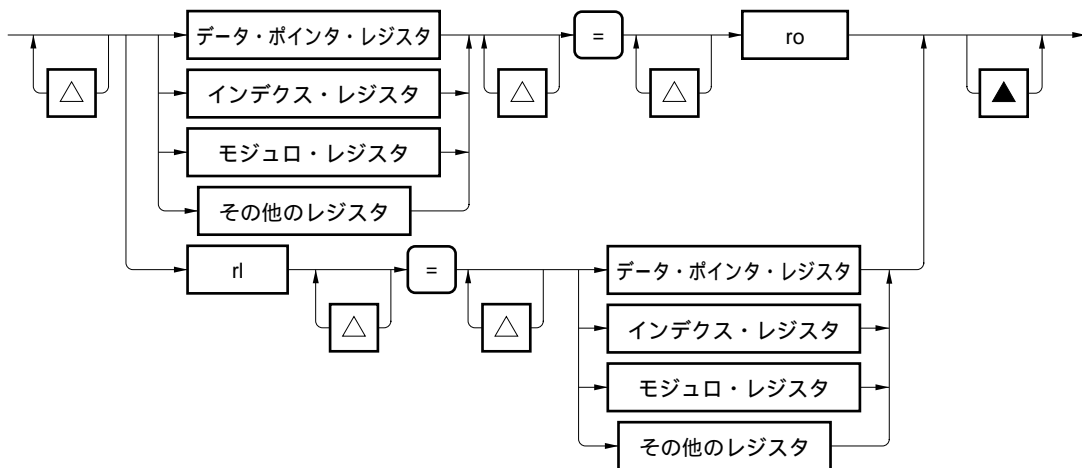 データ・ポインタ・レジスタ
=
ro
△
インデクス・レジスタ
△
△
▲
モジュロ・レジスタ
その他のレジスタ
rl
=
データ・ポインタ・レジスタ
△
△
インデクス・レジスタ
モジュロ・レジスタ
その他のレジスタ